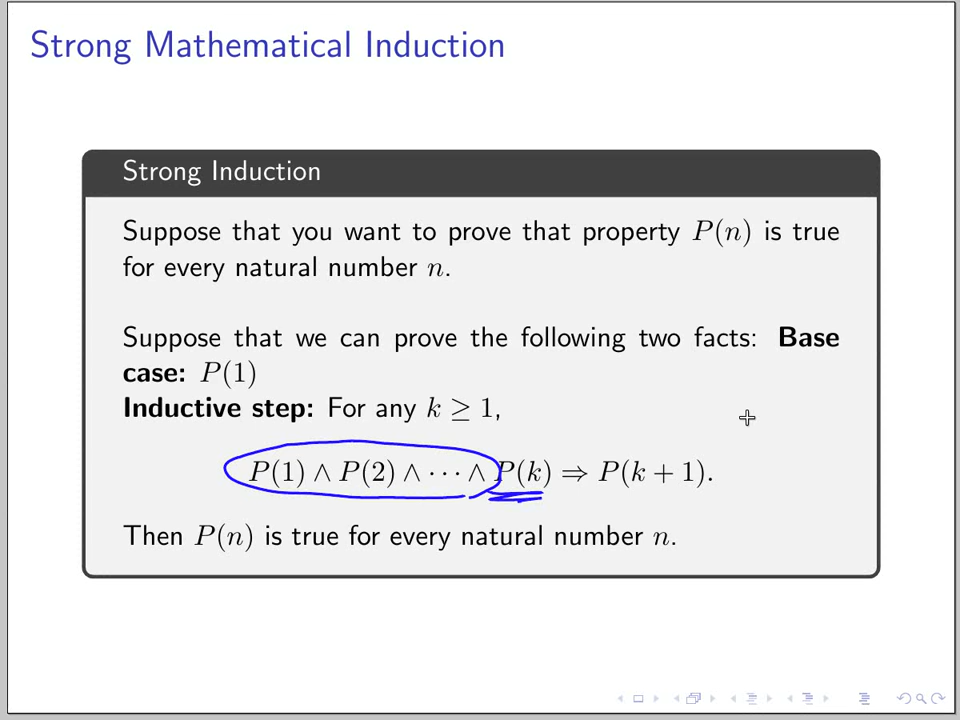 Strong Mathematical Induction
Strong Induction
Suppose that you want to prove that property P(n) is true
for every natural number n.
Suppose that we can prove the following two facts: Base
case: P(1)
Inductive step: For any k ≥ 1,
P(1) ∧ P(2) ∧ ⋯ ∧ P(k) ⇒ P(k + 1).
Then P(n) is true for every natural number n.